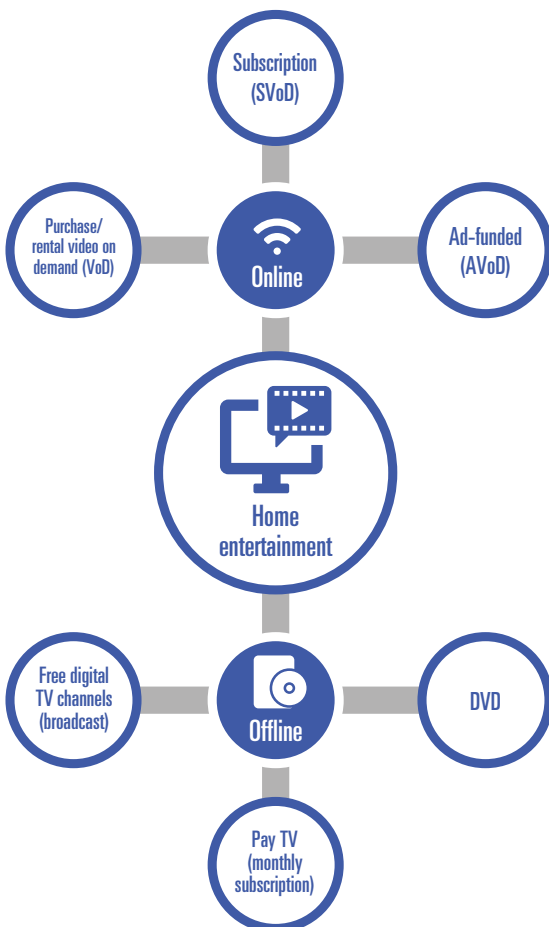 Subscription
(SVoD)
Purchase/
rental video on
demand (VoD)
Online
Ad-funded
(AVoD)
Home
entertainment
Free digital
TV channels
(broadcast)
Offline
DVD
Pay TV
(monthly
subscription)